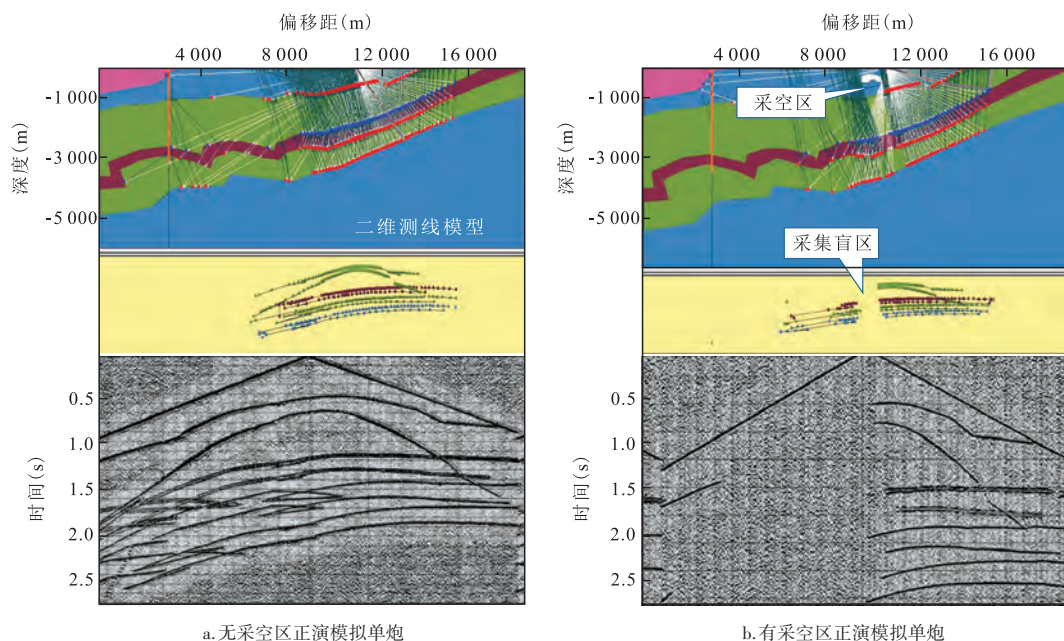 偏移距(m)
4 000 8 000 12 000 16 000
-1 000
-3 000
-5 000
深度(m)
二维测线模型
0.5
1.0
1.5
2.0
2.5
时间(s)
a.无采空区正演模拟单炮
偏移距(m)
4 000 8 000 12 000 16 000
-1 000
-3 000
-5 000
深度(m)
采空区
采集盲区
0.5
1.0
1.5
2.0
2.5
时间(s)
b.有采空区正演模拟单炮